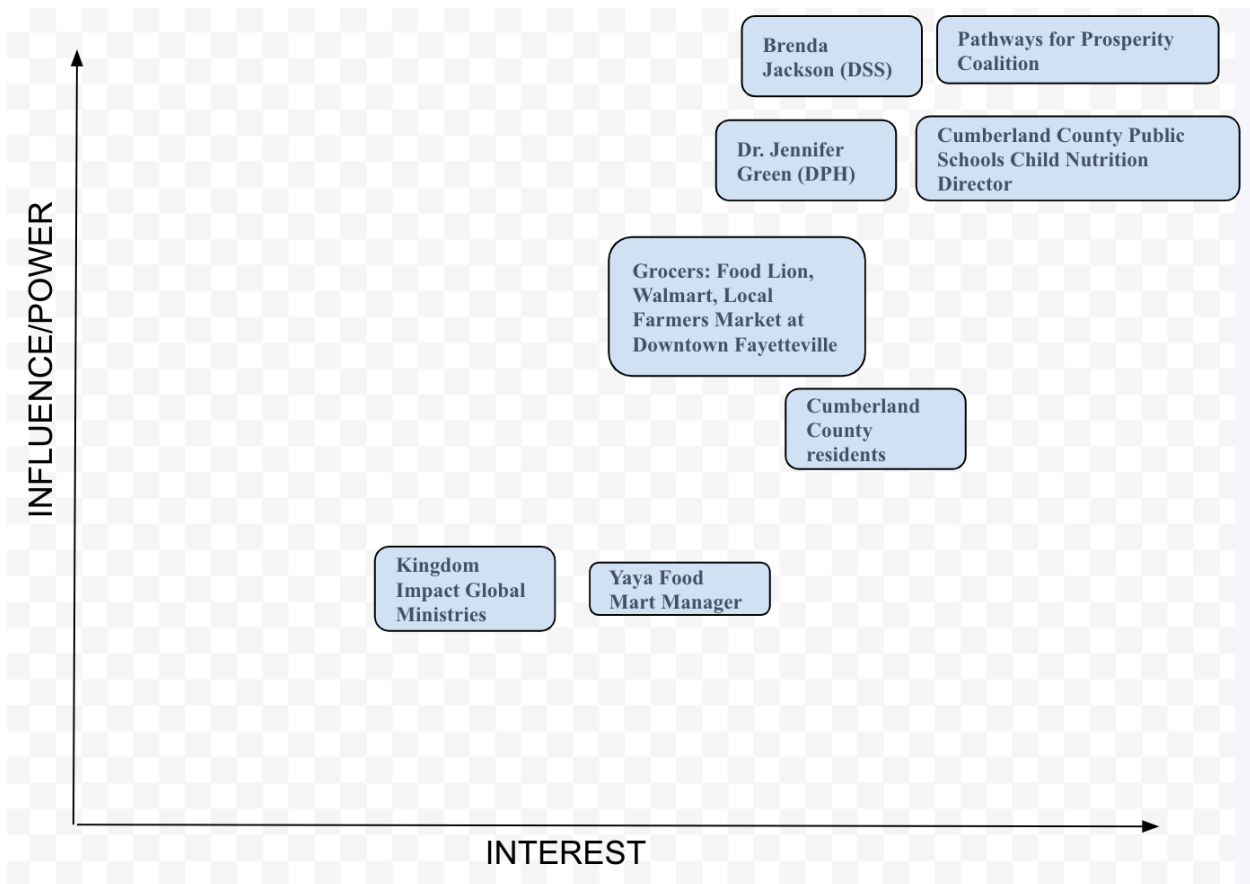 Brenda
Jackson (DSS)
Pathways for Prosperity
Coalition
Dr. Jennifer
Green (DPH)
Cumberland County Public
Schools Child Nutrition
Director
INFLUENCE/POWER
Grocers: Food Lion,
Walmart, Local
Farmers Market at
Downtown Fayetteville
Cumberland
County
residents
Kingdom
Impact Global
Ministries
Yaya Food
Mart Manager
INTEREST